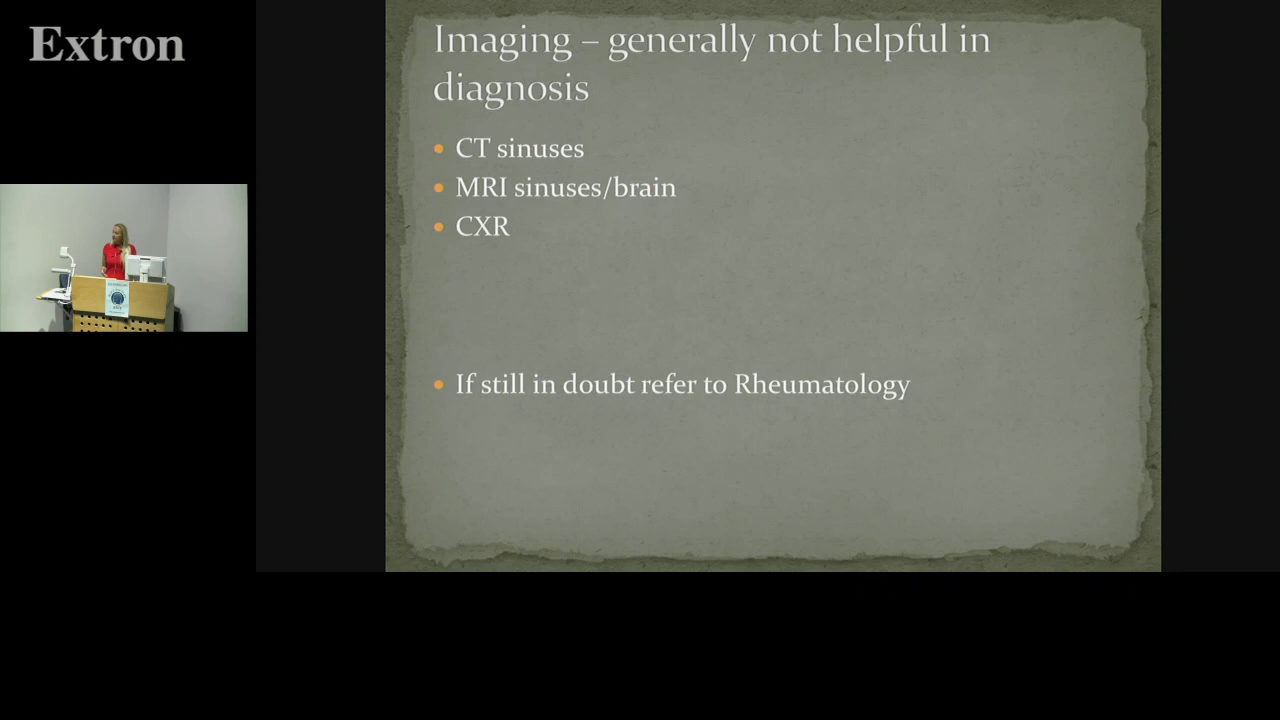 Extron
Imaging – generally not helpful in
diagnosis
• CT sinuses
• MRI sinuses/brain
• CXR
• If still in doubt refer to Rheumatology